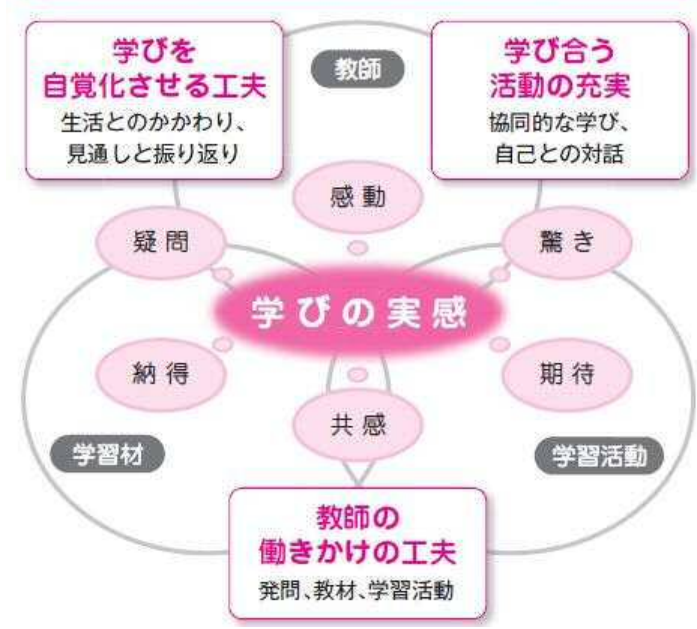 学びを
自覚化させる工夫
生活とのかかわり、
見通しと振り返り
教師
学び合う
活動の充実
協同的な学び、
自己との対話
感動
疑問
驚き
学びの実感
納得
期待
共感
学習材
学習活動
教師の
働きかけの工夫
発問、教材、学習活動